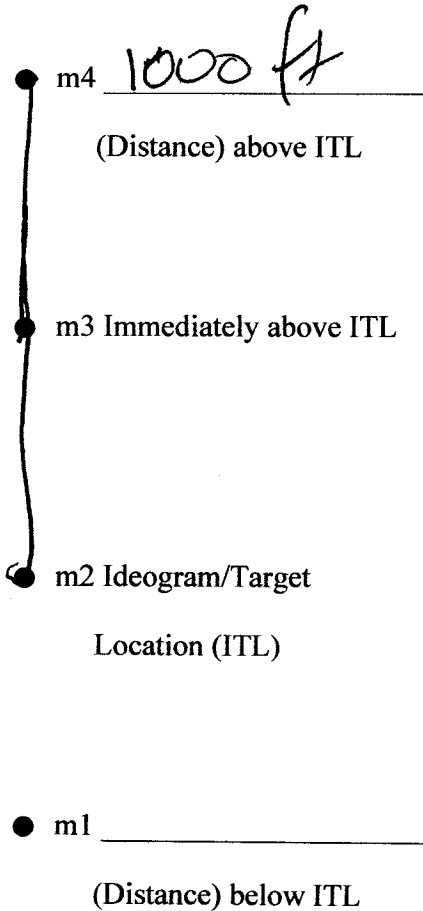 m4 1000 ft
(Distance) above ITL
m3 Immediately above ITL
m2 Ideogram/Target
Location (ITL)
m1
(Distance) below ITL